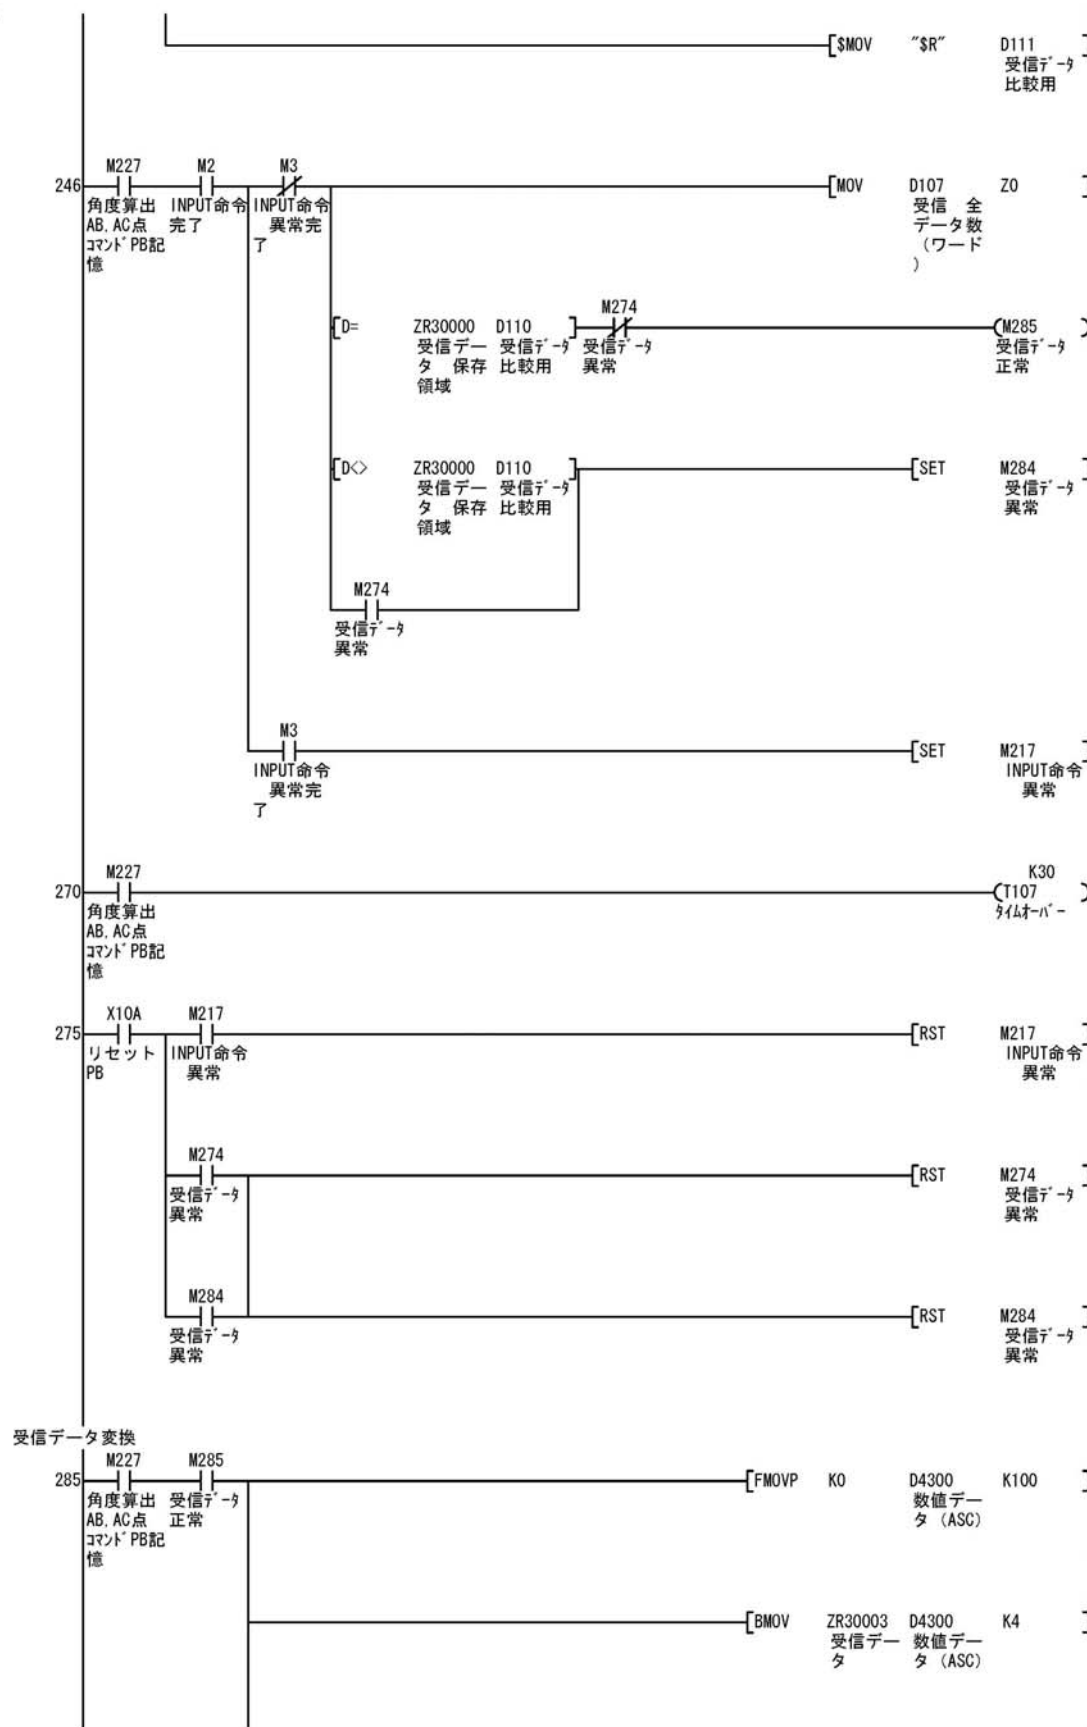 [$MOV "$R" D111
受信データ
比較用
M227 M2 M3
246 [MOV D107 Z0 ]
角度算出 INPUT命令 INPUT命令 受信 全
AB,AC点 完了 異常完 データ数
コマンドPB記 了 (ワード
憶 )
M274
[D= ZR30000 D110 ] (M285 )
受信デー 受信データ 受信データ 受信データ
タ 保存 比較用 異常 正常
領域
[D<> ZR30000 D110 ] [SET M284 ]
受信デー 受信データ 受信データ
タ 保存 比較用 異常
領域
M274
受信データ
異常
M3
[SET M217 ]
INPUT命令 INPUT命令
異常完 異常
了
M227 K30
270 (T107 )
角度算出 タイムオーバー
AB,AC点
コマンドPB記
憶
X10A M217
275 [RST M217 ]
リセット INPUT命令 INPUT命令
PB 異常 異常
M274
[RST M274 ]
受信データ 受信データ
異常 異常
M284
[RST M284 ]
受信データ 受信データ
異常 異常
受信データ変換
M227 M285
285 [FMOVP K0 D4300 K100 ]
角度算出 受信データ 数値デー
AB,AC点 正常 タ(ASC)
コマンドPB記
憶
[BMOV ZR30003 D4300 K4 ]
受信デー 数値デー
タ タ(ASC)